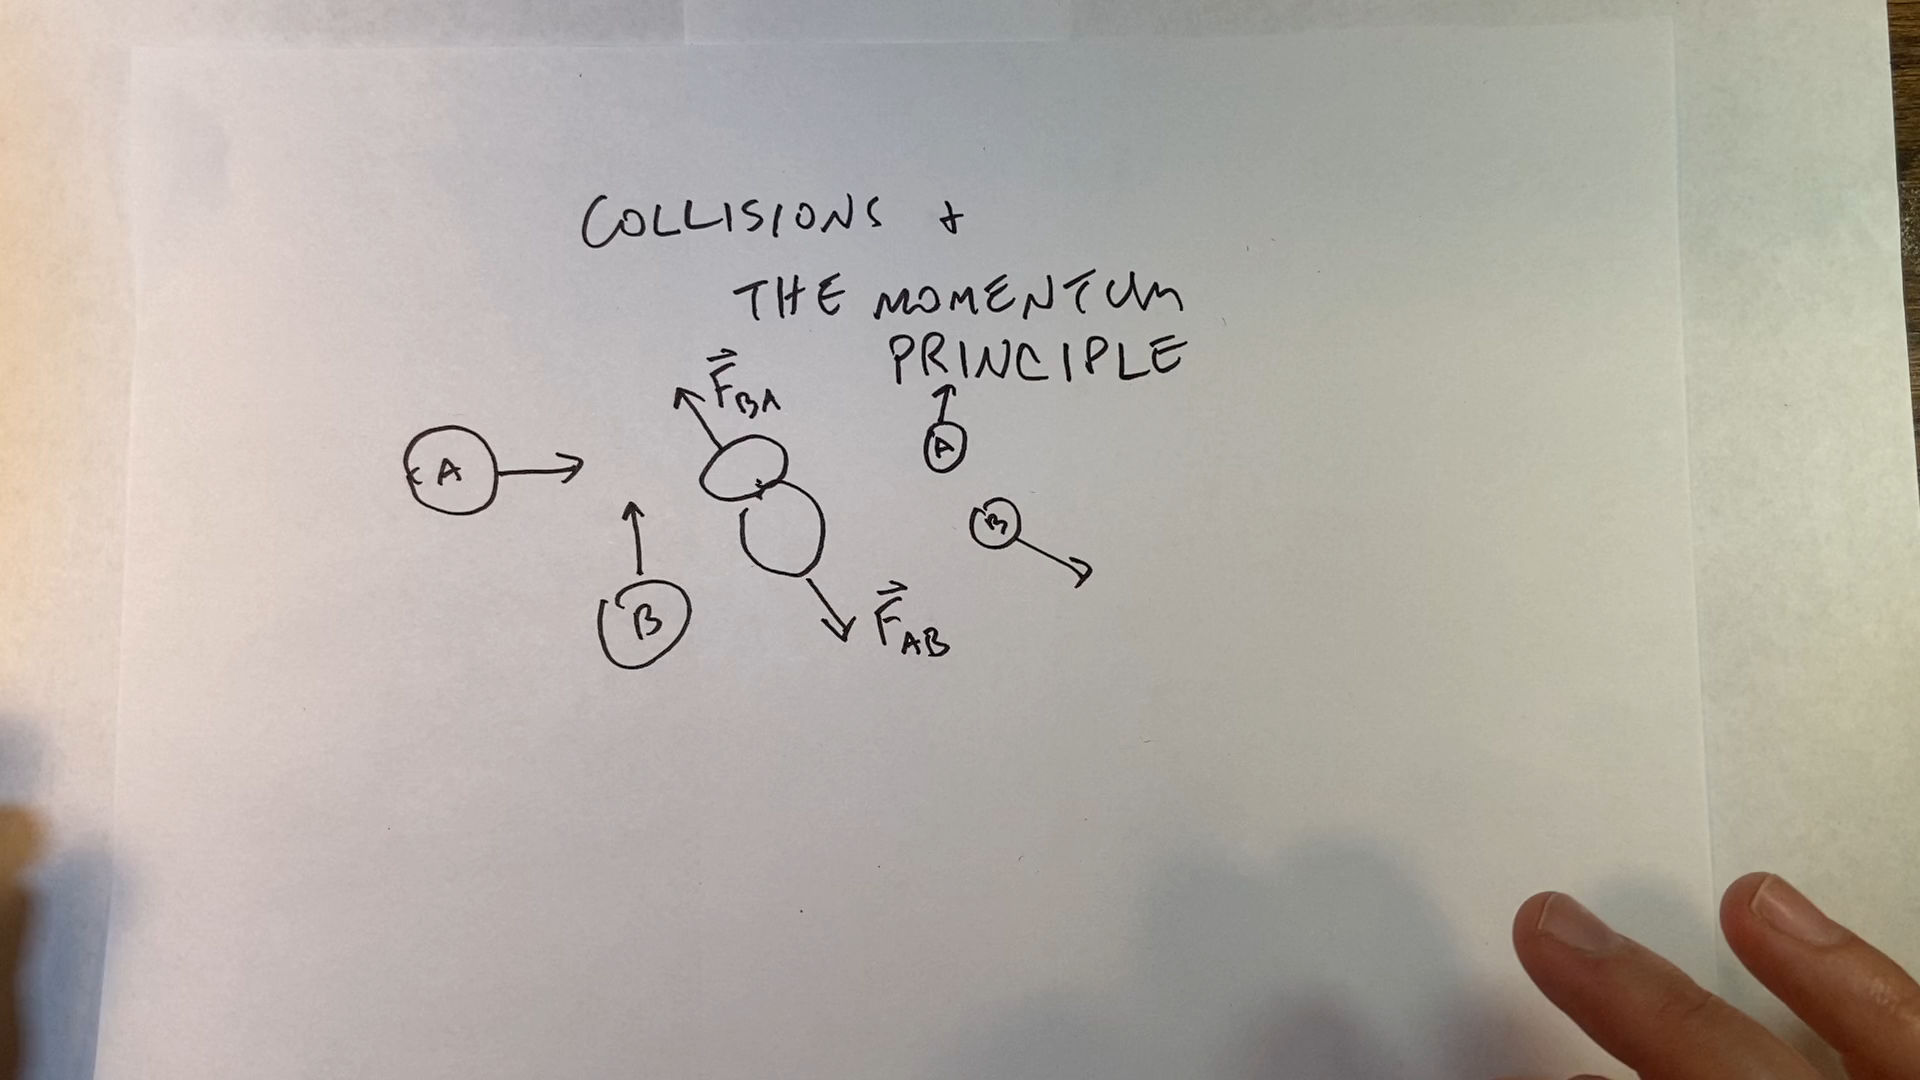 COLLISIONS +
THE MOMENTUM
PRINCIPLE
F⃗BA
A
A
B
B
F⃗AB